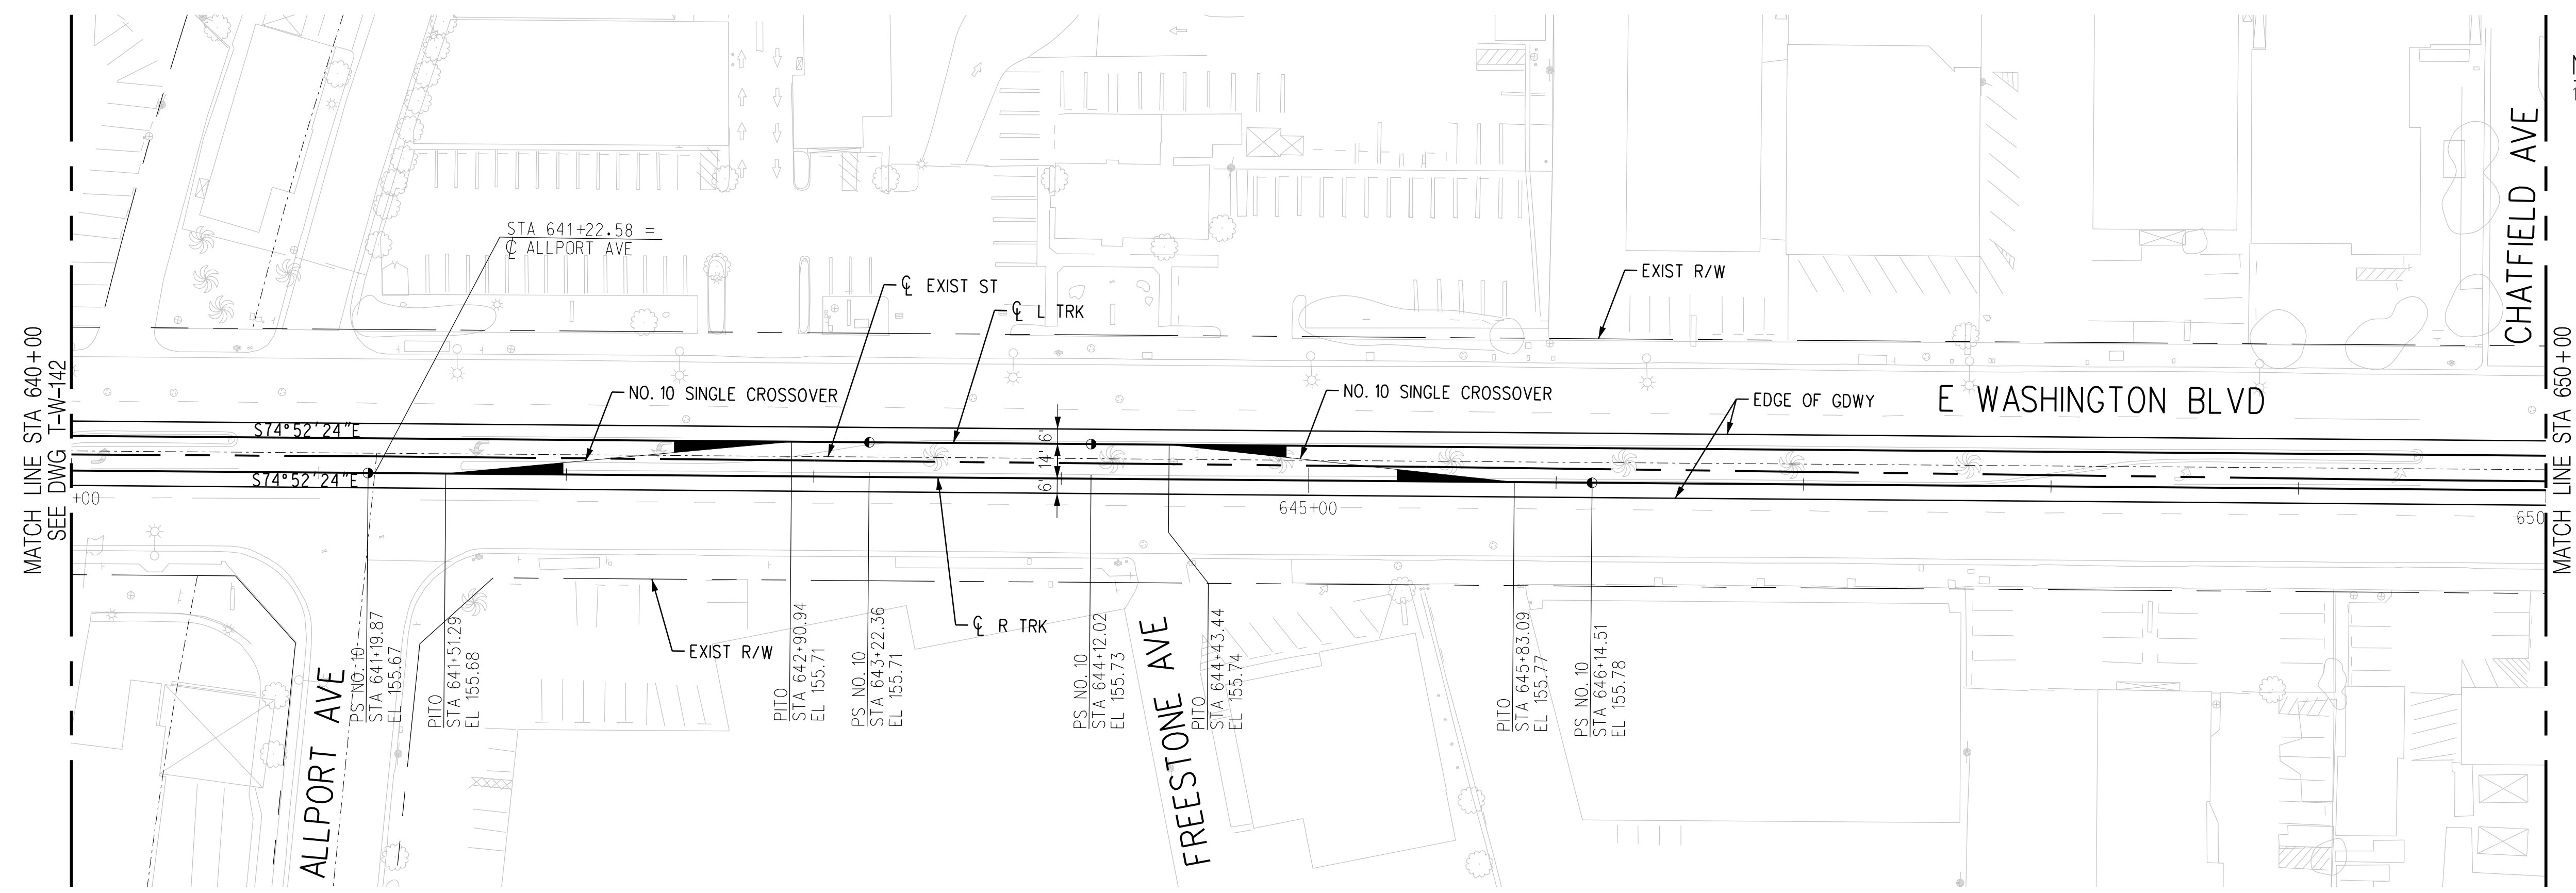 MATCH LINE STA 640+00
SEE DWG T-W-142
STA 641+22.58 =
℄ ALLPORT AVE
℄ EXIST ST
℄ L TRK
EXIST R/W
CHATFIELD AVE
N
NO. 10 SINGLE CROSSOVER
NO. 10 SINGLE CROSSOVER
EDGE OF GDWY
E WASHINGTON BLVD
S74°52'24"E
S74°52'24"E
6'
14'
6'
+00
645+00
650
MATCH LINE STA 650+00
℄ R TRK
EXIST R/W
ALLPORT AVE
FREESTONE AVE
PS NO. 10
STA 641+19.87
EL 155.67
PITO
STA 641+51.29
EL 155.68
PITO
STA 642+90.94
EL 155.71
PS NO. 10
STA 643+22.36
EL 155.71
PS NO. 10
STA 644+12.02
EL 155.73
PITO
STA 644+43.44
EL 155.74
PITO
STA 645+83.09
EL 155.77
PS NO. 10
STA 646+14.51
EL 155.78